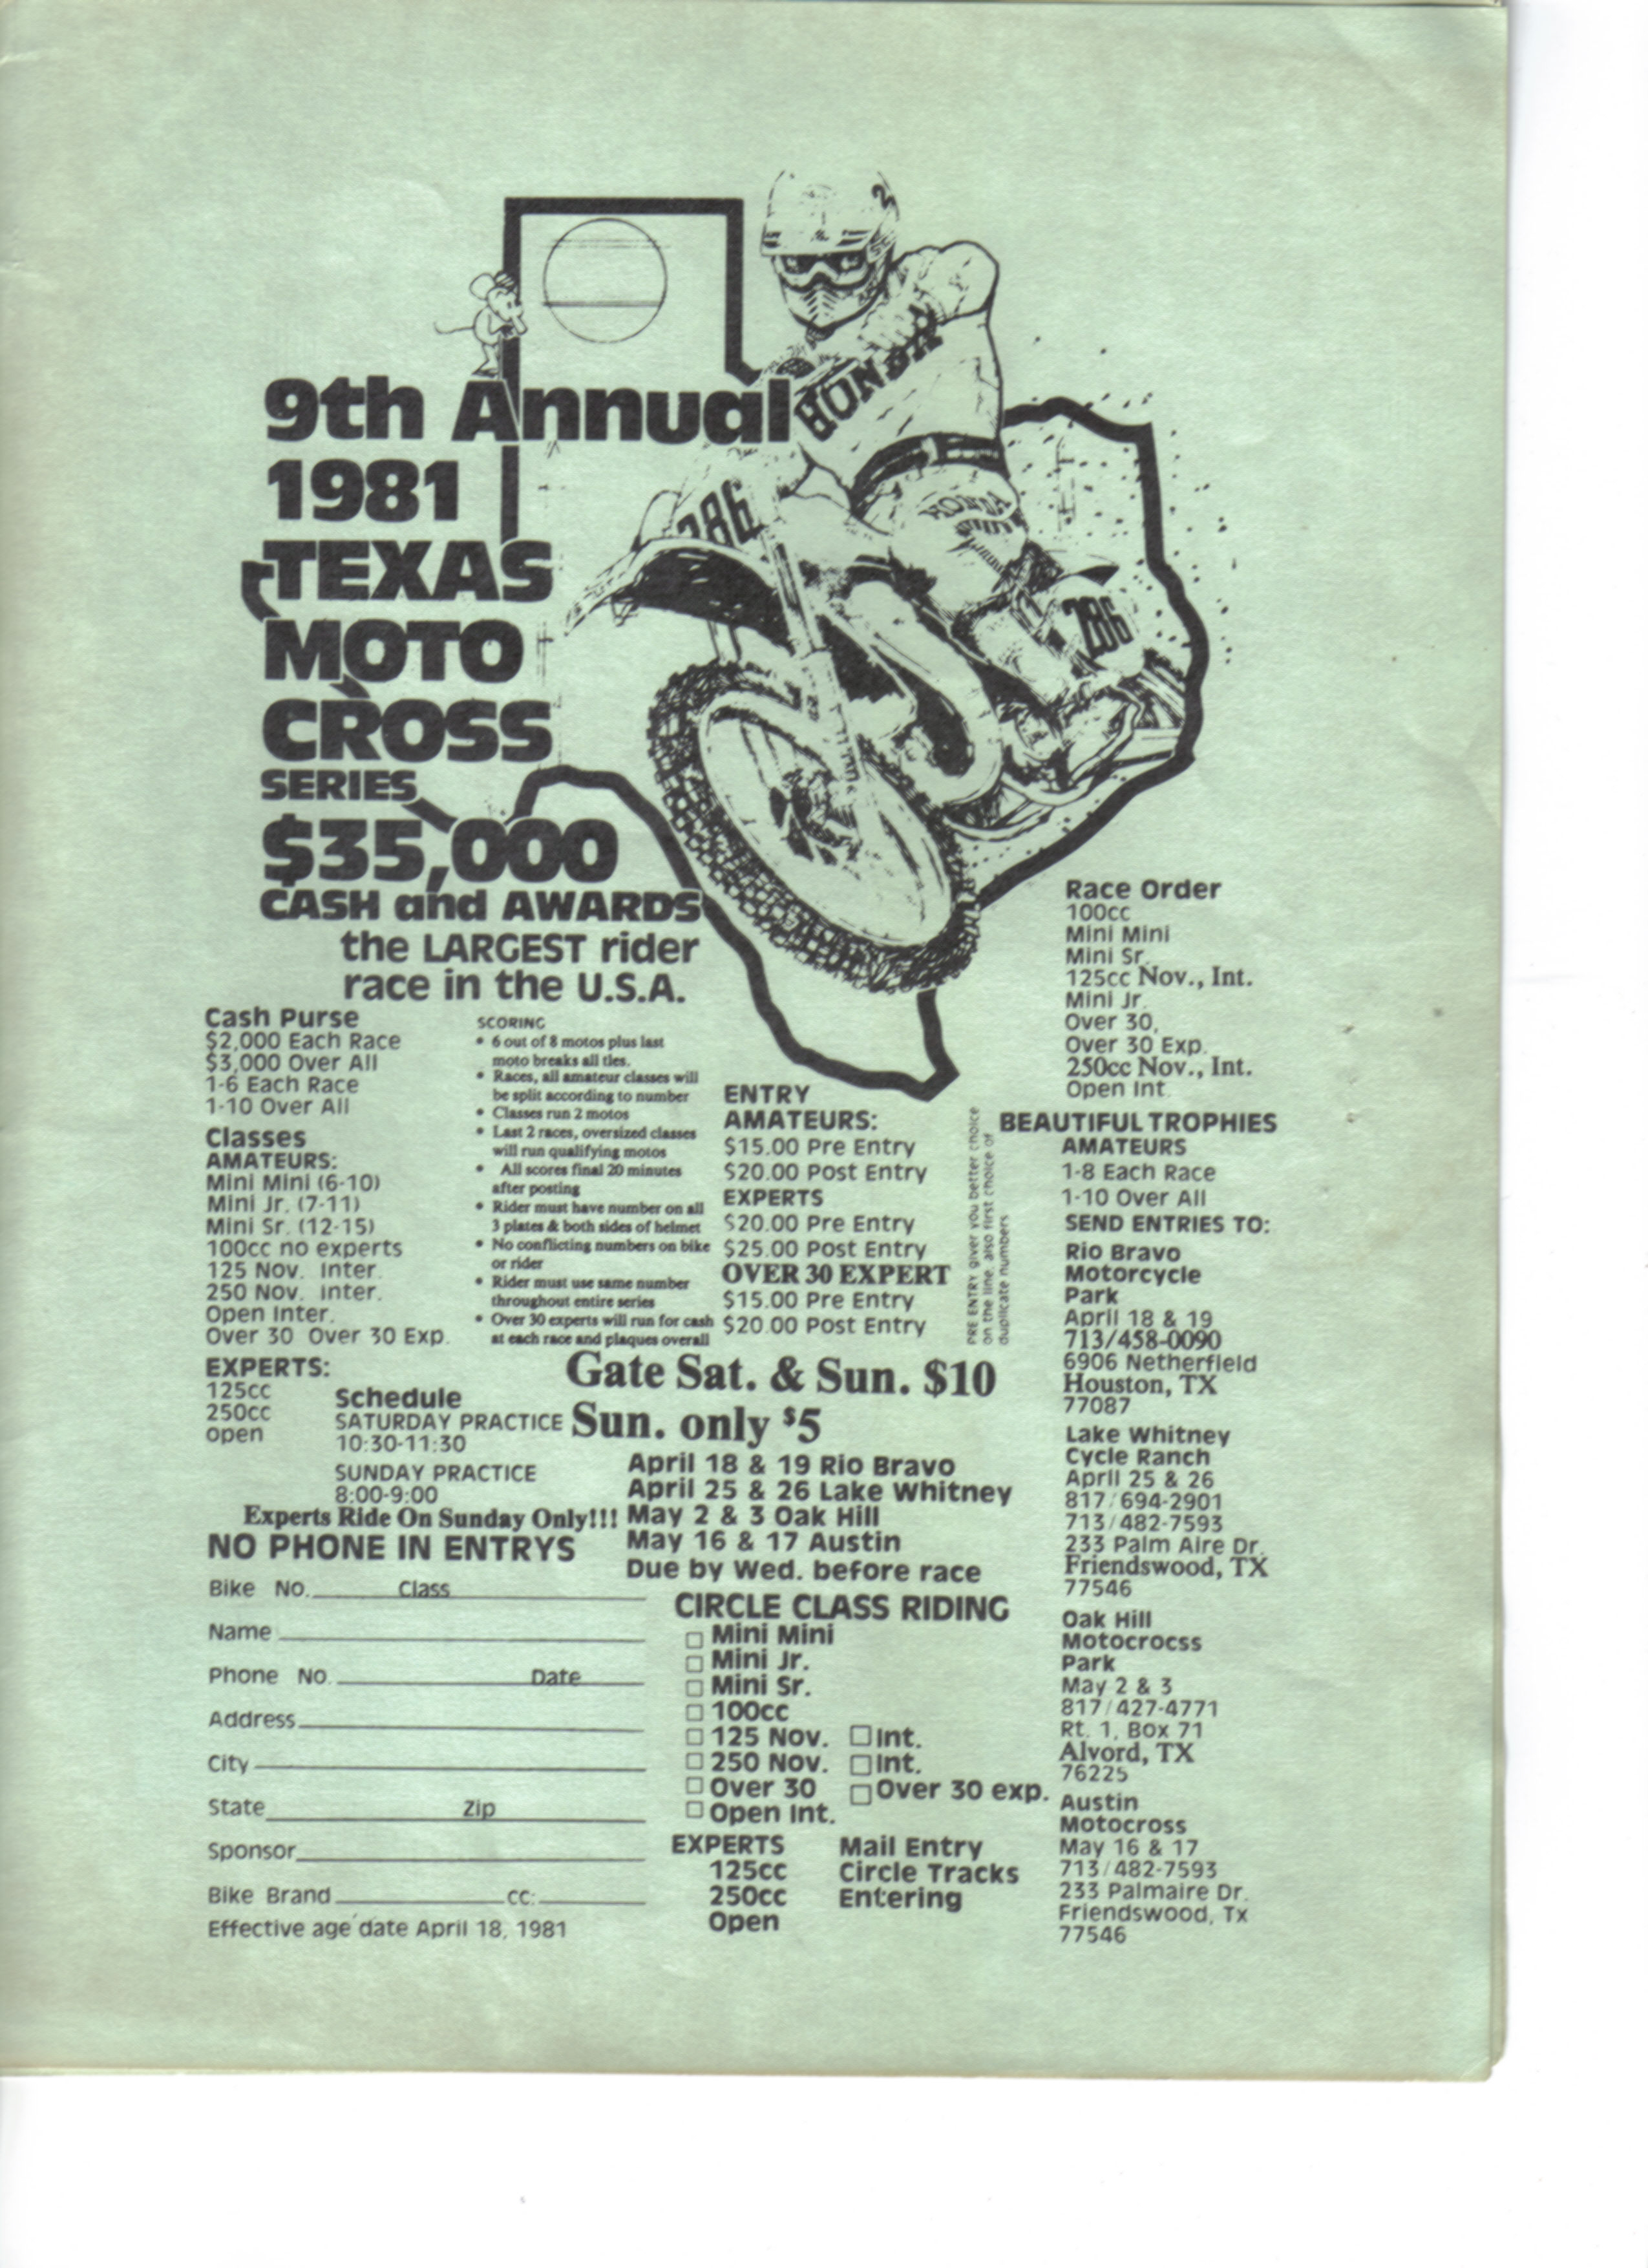 2
HONDA
HONDA
286
286
9th Annual
1981
TEXAS
MOTO
CROSS
SERIES
$35,000
CASH and AWARDS
the LARGEST rider
race in the U.S.A.
Cash Purse
$2,000 Each Race
$3,000 Over All
1-6 Each Race
1-10 Over All
Classes
AMATEURS:
Mini Mini (6-10)
Mini Jr. (7-11)
Mini Sr. (12-15)
100cc no experts
125 Nov. Inter.
250 Nov. Inter.
Open Inter.
Over 30 Over 30 Exp.
EXPERTS:
125cc
250cc
open
SCORING
• 6 out of 8 motos plus last
moto breaks all ties.
• Races, all amateur classes will
be split according to number
• Classes run 2 motos
• Last 2 races, oversized classes
will run qualifying motos
• All scores final 20 minutes
after posting
• Rider must have number on all
3 plates & both sides of helmet
• No conflicting numbers on bike
or rider
• Rider must use same number
throughout entire series
• Over 30 experts will run for cash
at each race and plaques overall
ENTRY
AMATEURS:
$15.00 Pre Entry
$20.00 Post Entry
EXPERTS
$20.00 Pre Entry
$25.00 Post Entry
OVER 30 EXPERT
$15.00 Pre Entry
$20.00 Post Entry
PRE ENTRY giver you better choice
on the line, also first choice of
duplicate numbers
Race Order
100cc
Mini Mini
Mini Sr.
125cc Nov., Int.
Mini Jr.
Over 30,
Over 30 Exp.
250cc Nov., Int.
Open Int.
BEAUTIFUL TROPHIES
AMATEURS
1-8 Each Race
1-10 Over All
SEND ENTRIES TO:
Rio Bravo
Motorcycle
Park
April 18 & 19
713/458-0090
6906 Netherfield
Houston, TX
77087
Lake Whitney
Cycle Ranch
April 25 & 26
817/694-2901
713/482-7593
233 Palm Aire Dr.
Friendswood, TX
77546
Oak Hill
Motocrocss
Park
May 2 & 3
817/427-4771
Rt. 1, Box 71
Alvord, TX
76225
Austin
Motocross
May 16 & 17
713/482-7593
233 Palmaire Dr.
Friendswood, Tx
77546
Gate Sat. & Sun. $10
Sun. only $5
Schedule
SATURDAY PRACTICE
10:30-11:30
SUNDAY PRACTICE
8:00-9:00
Experts Ride On Sunday Only!!!
April 18 & 19 Rio Bravo
April 25 & 26 Lake Whitney
May 2 & 3 Oak Hill
May 16 & 17 Austin
Due by Wed. before race
NO PHONE IN ENTRYS
Bike No. Class
Name
Phone No. Date
Address
City
State Zip
Sponsor
Bike Brand cc:
Effective age date April 18, 1981
CIRCLE CLASS RIDING
Mini Mini
Mini Jr.
Mini Sr.
100cc
125 Nov. Int.
250 Nov. Int.
Over 30 Over 30 exp.
Open Int.
EXPERTS
125cc
250cc
Open
Mail Entry
Circle Tracks
Entering